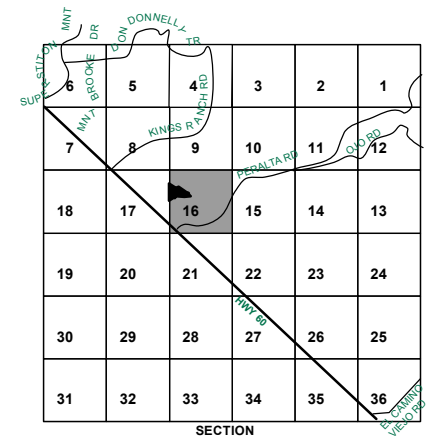 SUPERSTITION MNT
MNT BROOKE DR
DON DONNELLY TR
6 5 4 3 2 1
KINGS RANCH RD
7 8 9 10 11 12
PERALTA RD
OJO RD
18 17 16 15 14 13
19 20 21 22 23 24
HWY 60
30 29 28 27 26 25
31 32 33 34 35 36
EL CAMINO
VIEJO RD
SECTION